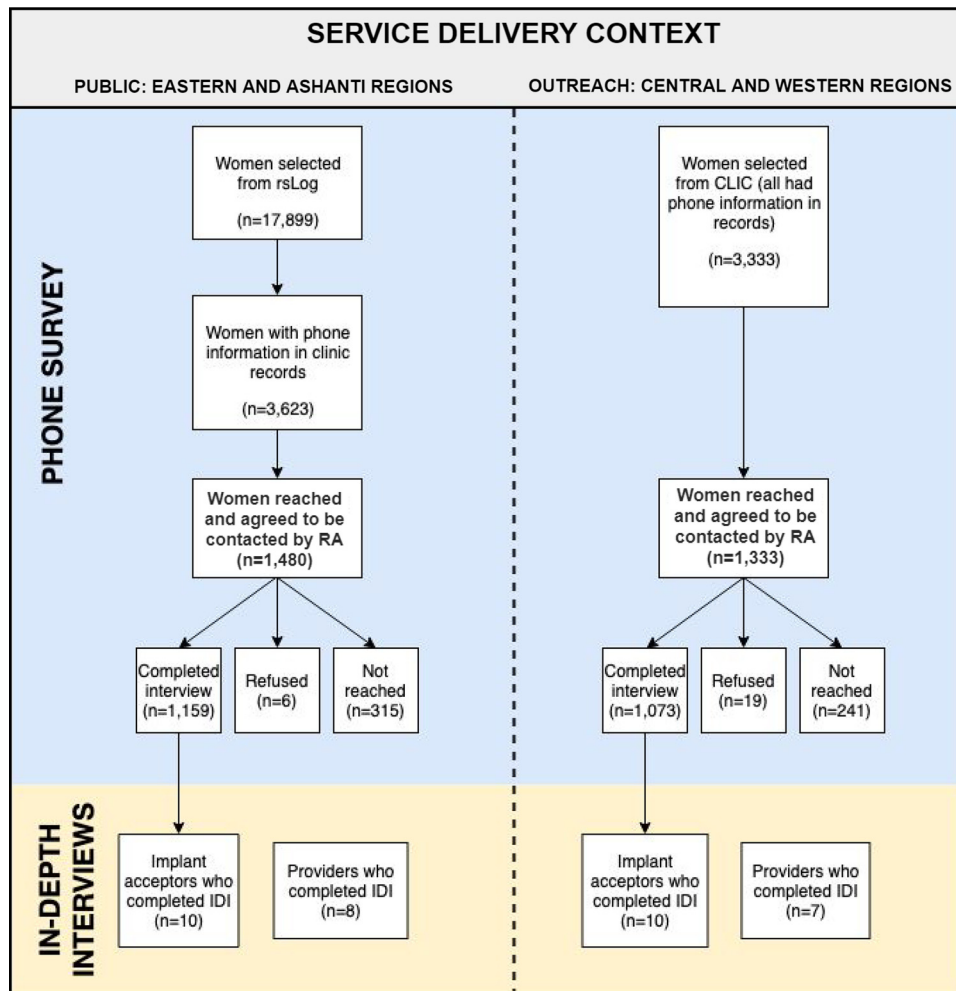 SERVICE DELIVERY CONTEXT
PUBLIC: EASTERN AND ASHANTI REGIONS
OUTREACH: CENTRAL AND WESTERN REGIONS
PHONE SURVEY
Women selected
from rsLog
(n=17,899)
Women with phone
information in clinic
records
(n=3,623)
Women reached
and agreed to be
contacted by RA
(n=1,480)
Completed
interview
(n=1,159)
Refused
(n=6)
Not
reached
(n=315)
Women selected
from CLIC (all had
phone information in
records)
(n=3,333)
Women reached
and agreed to be
contacted by RA
(n=1,333)
Completed
interview
(n=1,073)
Refused
(n=19)
Not
reached
(n=241)
IN-DEPTH
INTERVIEWS
Implant
acceptors who
completed IDI
(n=10)
Providers who
completed IDI
(n=8)
Implant
acceptors who
completed IDI
(n=10)
Providers who
completed IDI
(n=7)